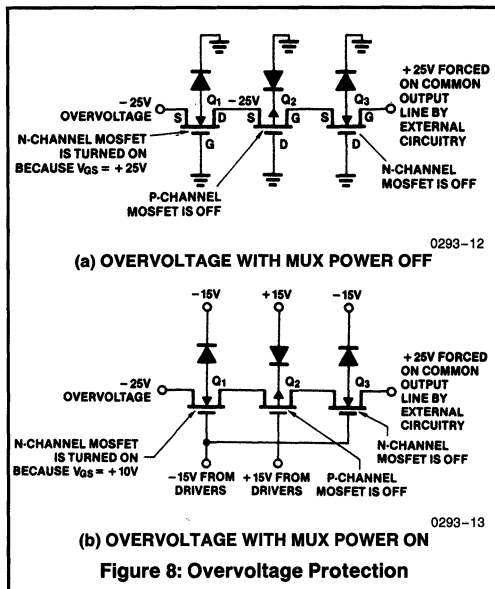 −25V
OVERVOLTAGE
Q1
S D
G
−25V
Q2
S G
D
Q3
S G
D
+25V FORCED
ON COMMON
OUTPUT
LINE BY
EXTERNAL
CIRCUITRY
N-CHANNEL MOSFET
IS TURNED ON
BECAUSE VGS = +25V
P-CHANNEL
MOSFET IS OFF
N-CHANNEL
MOSFET IS OFF
0293-12
(a) OVERVOLTAGE WITH MUX POWER OFF
−15V +15V −15V
−25V
OVERVOLTAGE
Q1
Q2
Q3
+25V FORCED
ON COMMON
OUTPUT
LINE BY
EXTERNAL
CIRCUITRY
N-CHANNEL MOSFET
IS TURNED ON
BECAUSE VGS = +10V
−15V FROM
DRIVERS
+15V FROM
DRIVERS
P-CHANNEL
MOSFET IS OFF
N-CHANNEL
MOSFET IS OFF
0293-13
(b) OVERVOLTAGE WITH MUX POWER ON
Figure 8: Overvoltage Protection